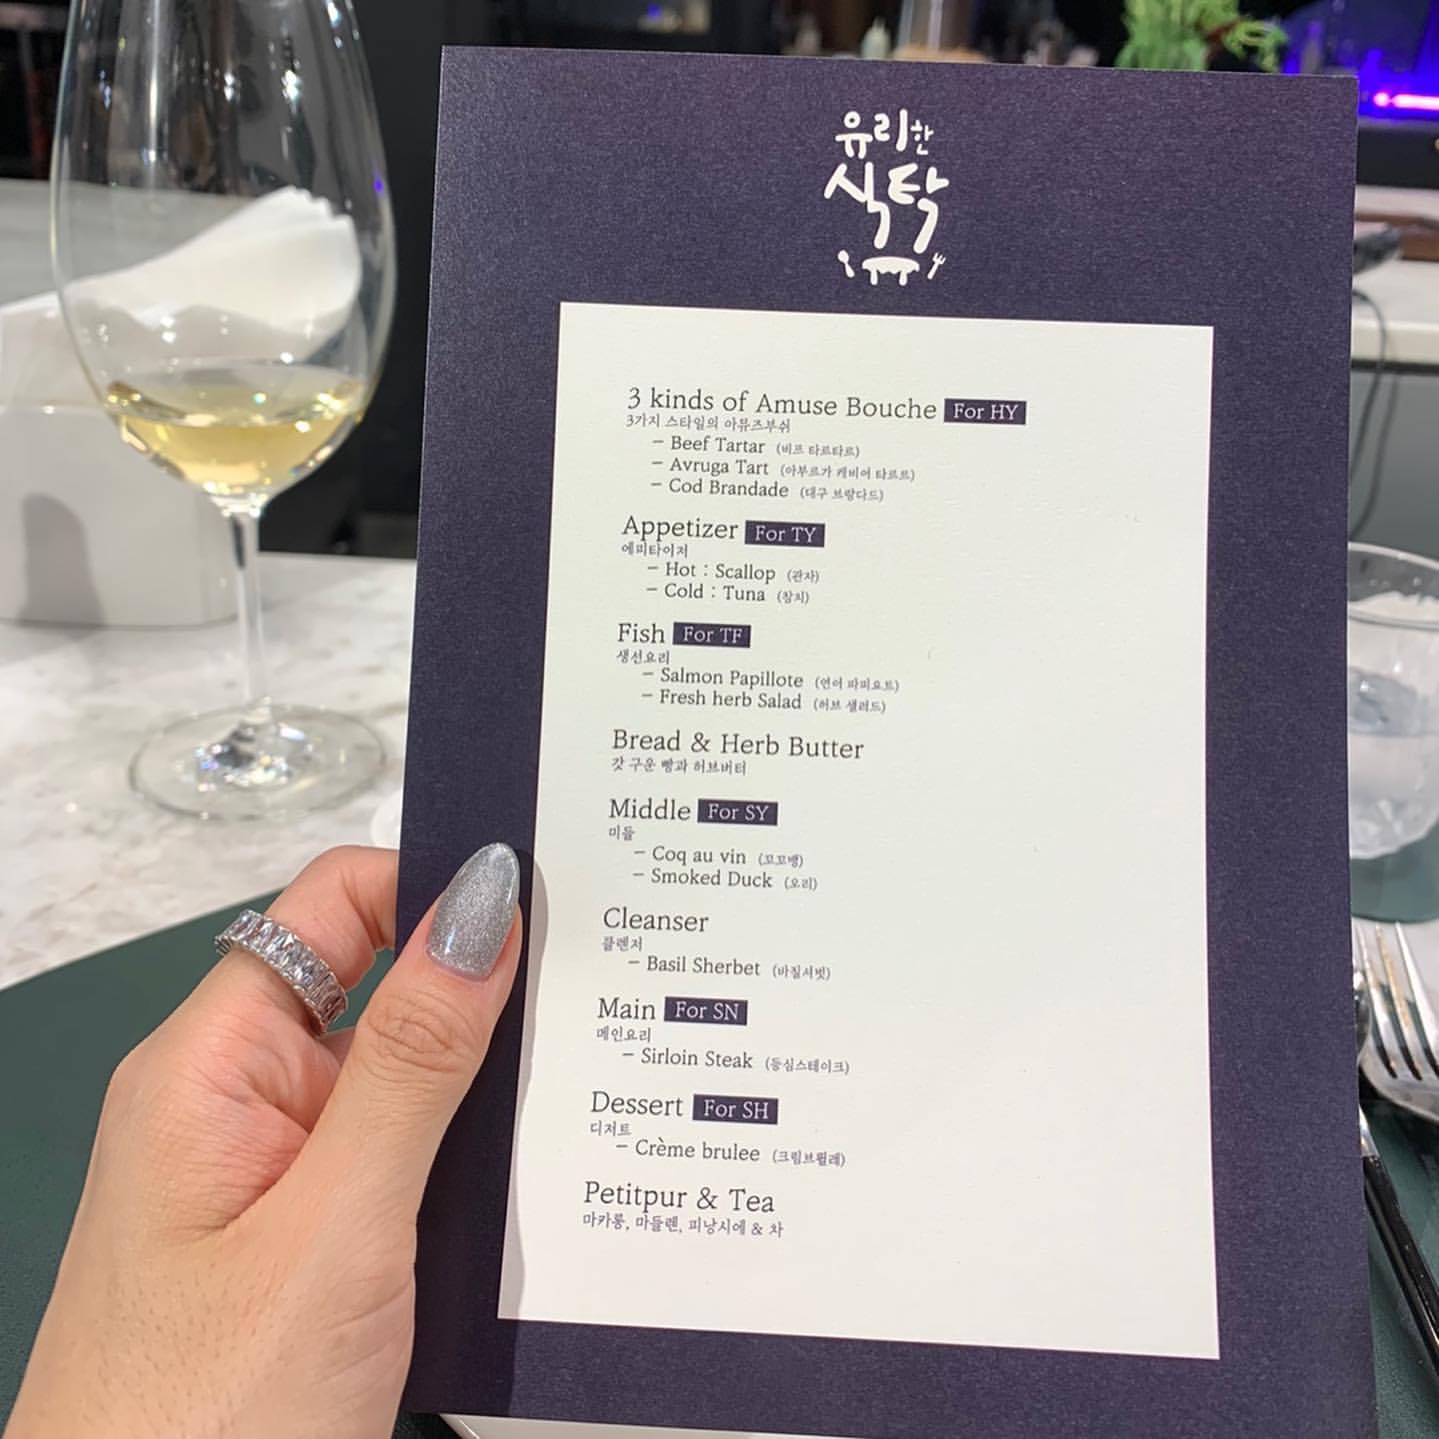 유리한
식탁
3 kinds of Amuse Bouche For HY
3가지 스타일의 아뮤즈부쉬
- Beef Tartar (비프 타르타르)
- Avruga Tart (아부르가 캐비어 타르트)
- Cod Brandade (대구 브랑다드)
Appetizer For TY
에피타이저
- Hot : Scallop (관자)
- Cold : Tuna (참치)
Fish For TF
생선요리
- Salmon Papillote (연어 파피요트)
- Fresh herb Salad (허브 샐러드)
Bread & Herb Butter
갓 구운 빵과 허브버터
Middle For SY
미들
- Coq au vin (꼬꼬뱅)
- Smoked Duck (오리)
Cleanser
클렌저
- Basil Sherbet (바질셔벗)
Main For SN
메인요리
- Sirloin Steak (등심스테이크)
Dessert For SH
디저트
- Crème brulee (크림브륄레)
Petitpur & Tea
마카롱, 마들렌, 피낭시에 & 차